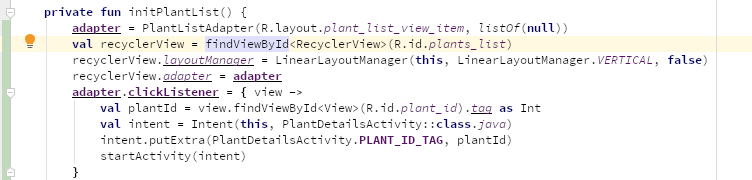 private fun initPlantList() {
adapter = PlantListAdapter(R.layout.plant_list_view_item, listOf(null))
val recyclerView = findViewById<RecyclerView>(R.id.plants_list)
recyclerView.layoutManager = LinearLayoutManager(this, LinearLayoutManager.VERTICAL, false)
recyclerView.adapter = adapter
adapter.clickListener = { view ->
val plantId = view.findViewById<View>(R.id.plant_id).tag as Int
val intent = Intent(this, PlantDetailsActivity::class.java)
intent.putExtra(PlantDetailsActivity.PLANT_ID_TAG, plantId)
startActivity(intent)
}